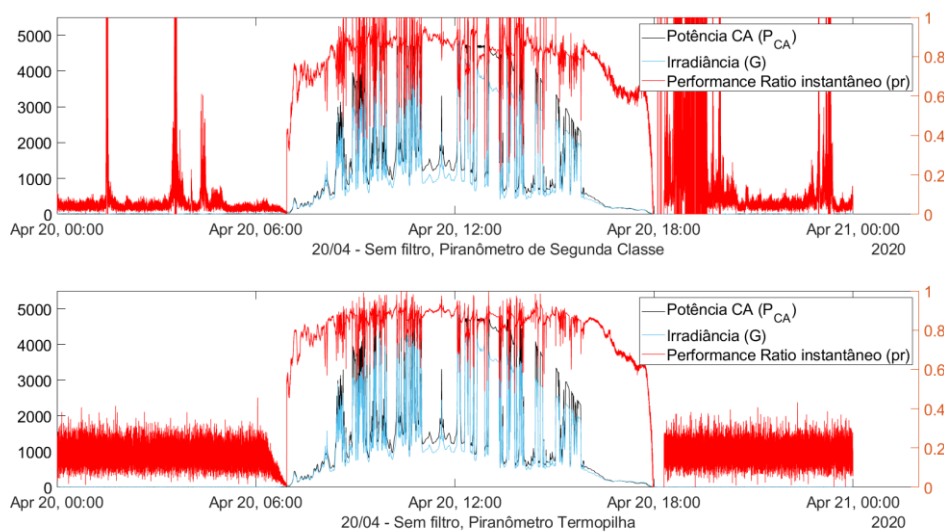 5000
4000
3000
2000
1000
0
1
0.8
0.6
0.4
0.2
0
Potência CA (P_CA)
Irradiância (G)
Performance Ratio instantâneo (pr)
Apr 20, 00:00 Apr 20, 06:00 Apr 20, 12:00 Apr 20, 18:00 Apr 21, 00:00
20/04 - Sem filtro, Piranômetro de Segunda Classe 2020
5000
4000
3000
2000
1000
0
1
0.8
0.6
0.4
0.2
0
Potência CA (P_CA)
Irradiância (G)
Performance Ratio instantâneo (pr)
Apr 20, 00:00 Apr 20, 06:00 Apr 20, 12:00 Apr 20, 18:00 Apr 21, 00:00
20/04 - Sem filtro, Piranômetro Termopilha 2020